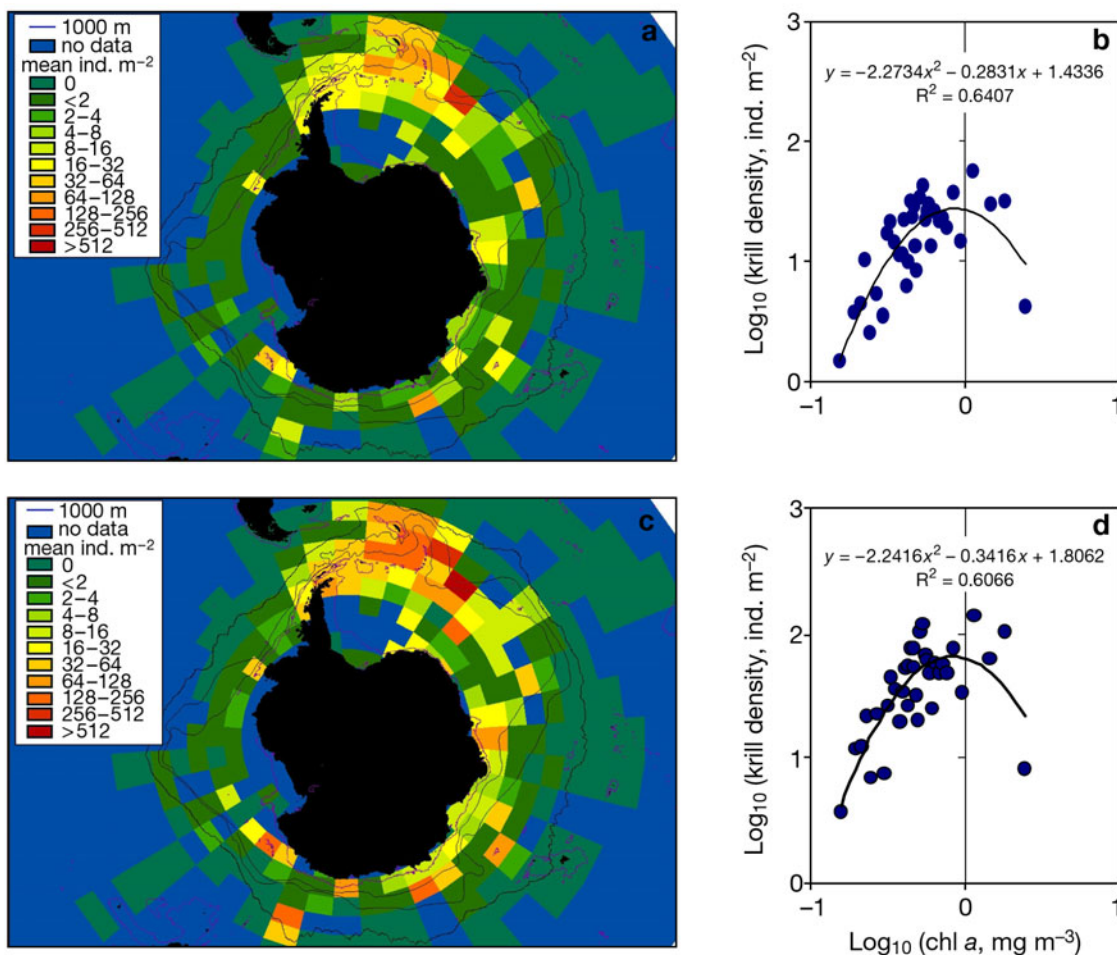 a
1000 m
no data
mean ind. m⁻²
0
<2
2–4
4–8
8–16
16–32
32–64
64–128
128–256
256–512
>512
b
3
2
1
0
−1
0
1
y = −2.2734x² − 0.2831x + 1.4336
R² = 0.6407
Log₁₀ (krill density, ind. m⁻²)
c
1000 m
no data
mean ind. m⁻²
0
<2
2–4
4–8
8–16
16–32
32–64
64–128
128–256
256–512
>512
d
3
2
1
0
−1
0
1
y = −2.2416x² − 0.3416x + 1.8062
R² = 0.6066
Log₁₀ (krill density, ind. m⁻²)
Log₁₀ (chl a, mg m⁻³)